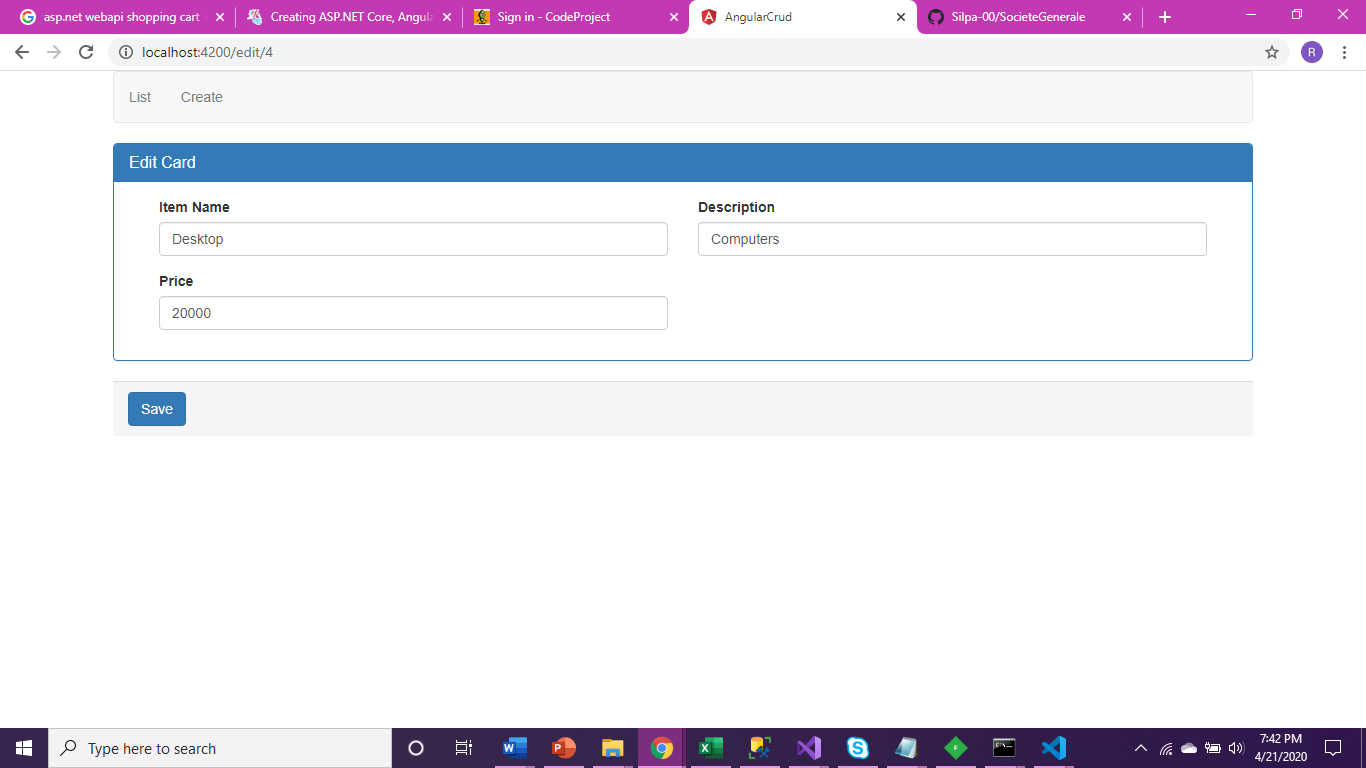 asp.net webapi shopping cart
Creating ASP.NET Core, Angula
Sign in - CodeProject
AngularCrud
Silpa-00/SocieteGenerale
localhost:4200/edit/4
R
List
Create
Edit Card
Item Name
Description
Desktop
Computers
Price
20000
Save
Type here to search
7:42 PM
4/21/2020